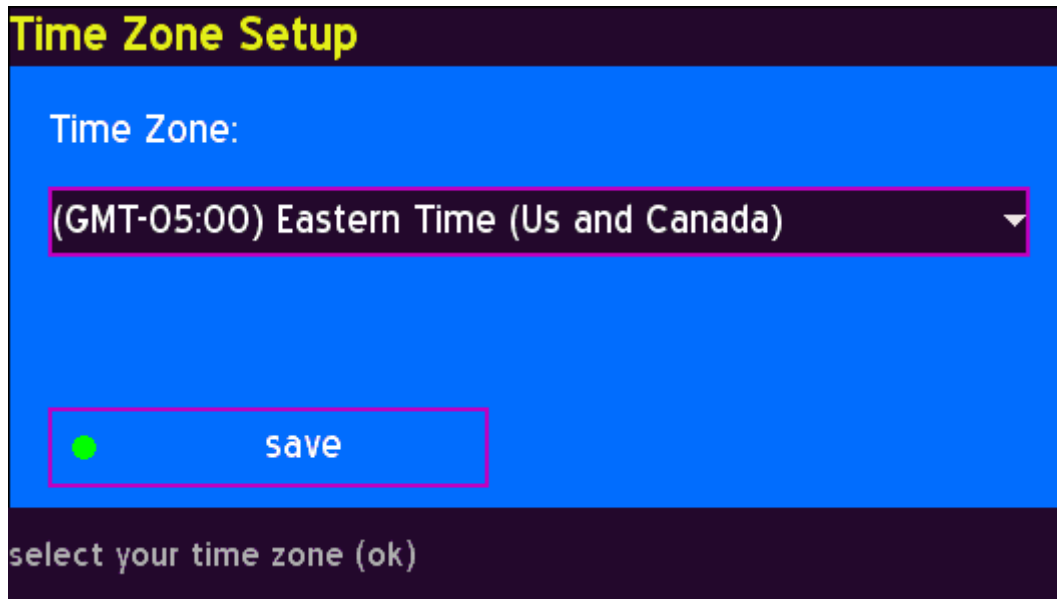 Time Zone Setup
Time Zone:
(GMT-05:00) Eastern Time (Us and Canada)
save
select your time zone (ok)